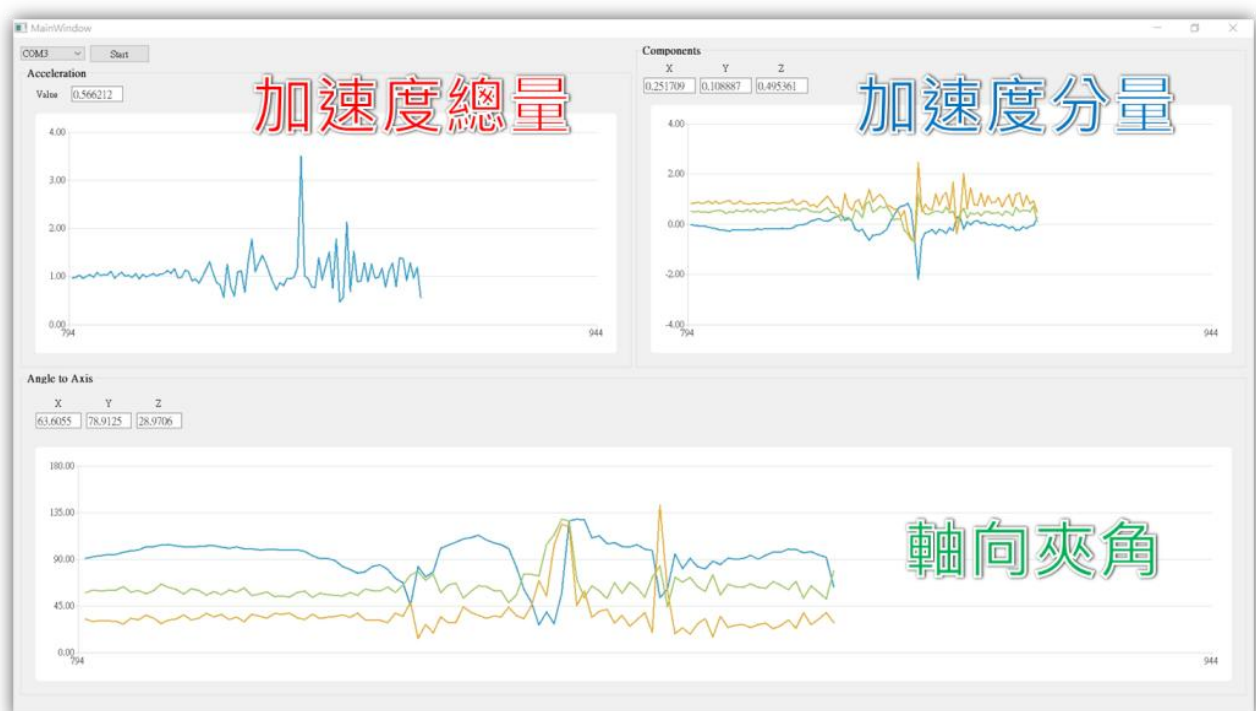 MainWindow
COM3 Start
Acceleration
Value 0.566212
加速度總量
4.00
3.00
2.00
1.00
0.00
794 944
Components
X Y Z
0.251709 0.108887 0.495361
加速度分量
4.00
2.00
0.00
-2.00
-4.00
794 944
Angle to Axis
X Y Z
63.6055 78.9125 28.9706
180.00
135.00
90.00
45.00
0.00
794 944
軸向夾角